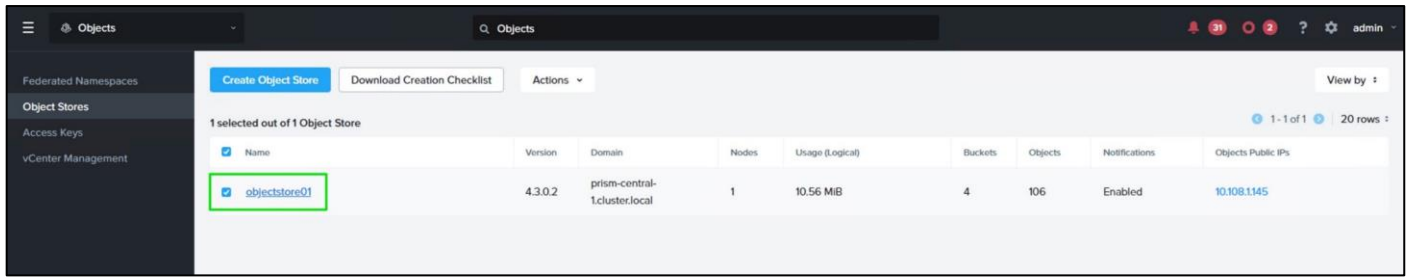 Objects
Objects
31
2
?
admin
Federated Namespaces
Object Stores
Access Keys
vCenter Management
Create Object Store
Download Creation Checklist
Actions
View by
1 selected out of 1 Object Store
1-1 of 1
20 rows
Name Version Domain Nodes Usage (Logical) Buckets Objects Notifications Objects Public IPs
objectstore01 4.3.0.2 prism-central- 1 10.56 MiB 4 106 Enabled 10.108.1.145
1.cluster.local